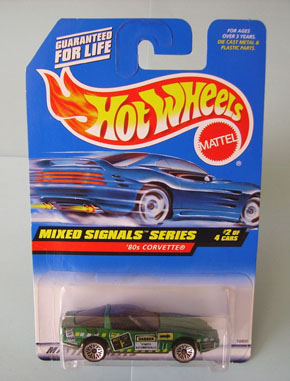 GUARANTEED
FOR LIFE
FOR AGES
OVER 3 YEARS.
DIE CAST METAL &
PLASTIC PARTS.
HOT WHEELS
MATTEL
MIXED SIGNALS™ SERIES
'80s CORVETTE®
#2 OF
4 CARS